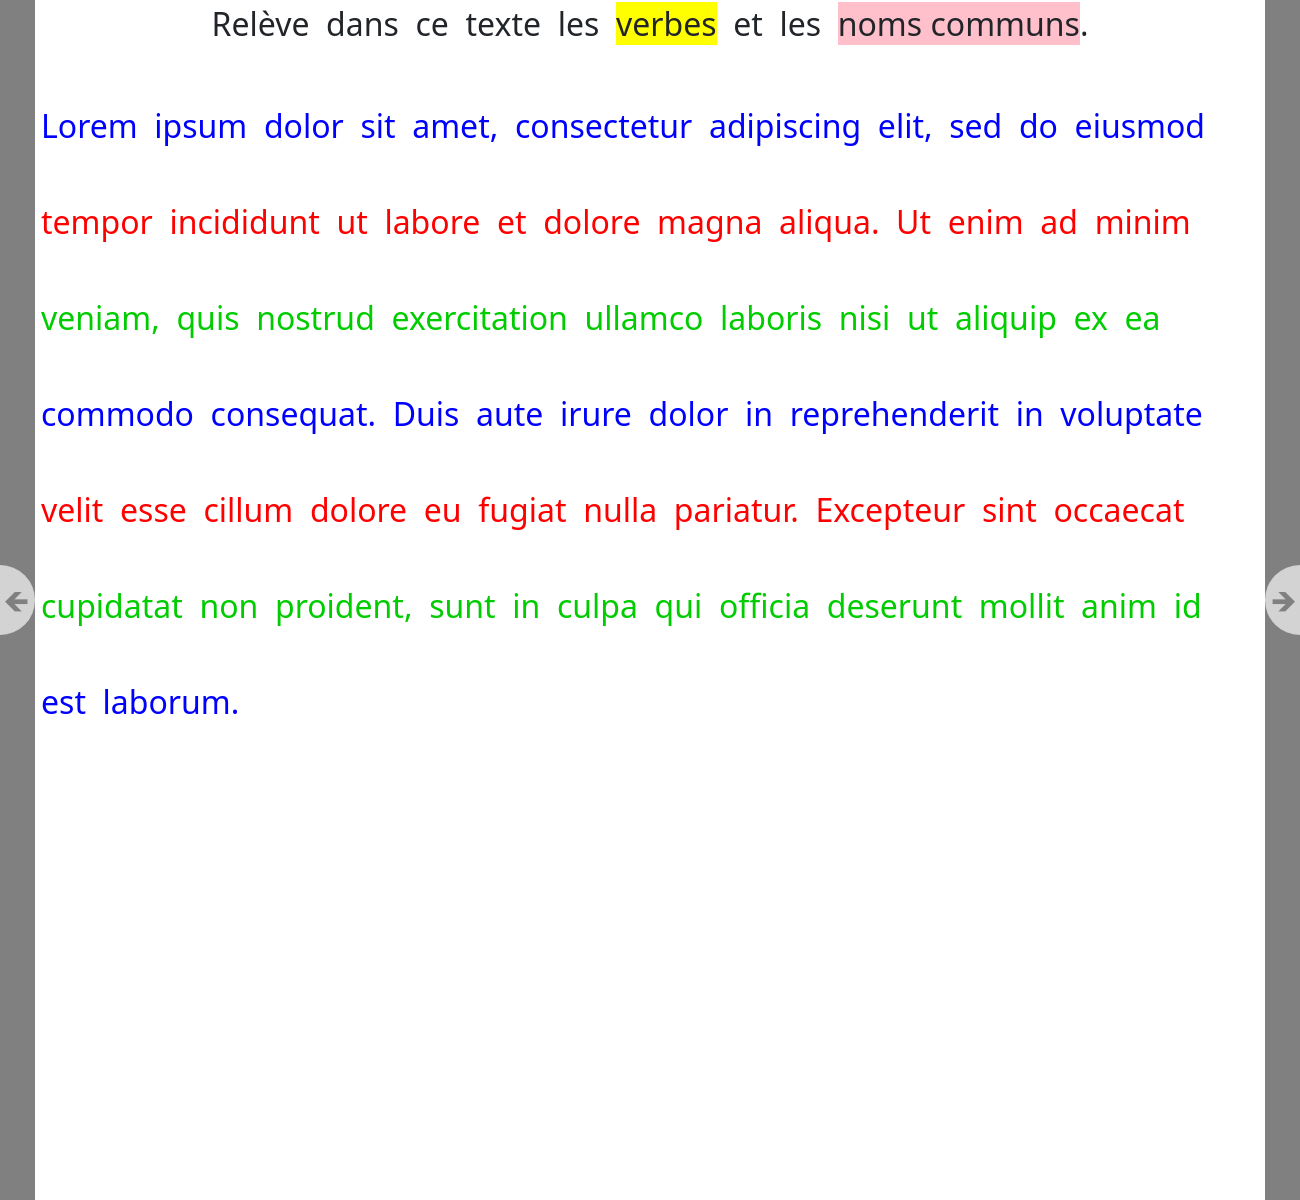 Relève dans ce texte les verbes et les noms communs.
Lorem ipsum dolor sit amet, consectetur adipiscing elit, sed do eiusmod
tempor incididunt ut labore et dolore magna aliqua. Ut enim ad minim
veniam, quis nostrud exercitation ullamco laboris nisi ut aliquip ex ea
commodo consequat. Duis aute irure dolor in reprehenderit in voluptate
velit esse cillum dolore eu fugiat nulla pariatur. Excepteur sint occaecat
cupidatat non proident, sunt in culpa qui officia deserunt mollit anim id
est laborum.